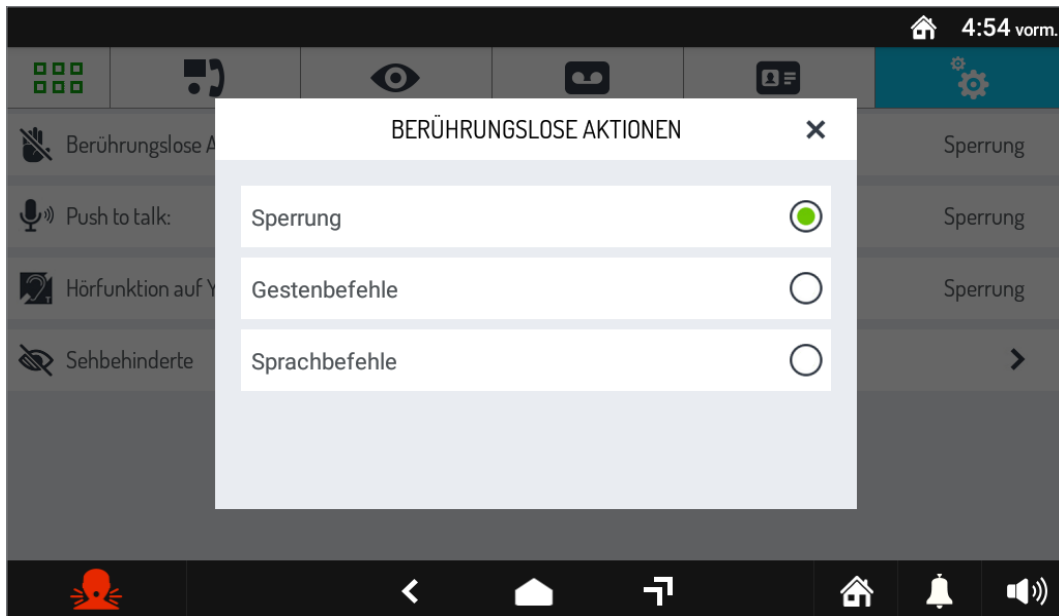 4:54 vorm.
BERÜHRUNGSLOSE AKTIONEN
Berührungslose A
Sperrung
Sperrung
Push to talk:
Sperrung
Gestenbefehle
Hörfunktion auf Y
Sperrung
Sprachbefehle
Sehbehinderte